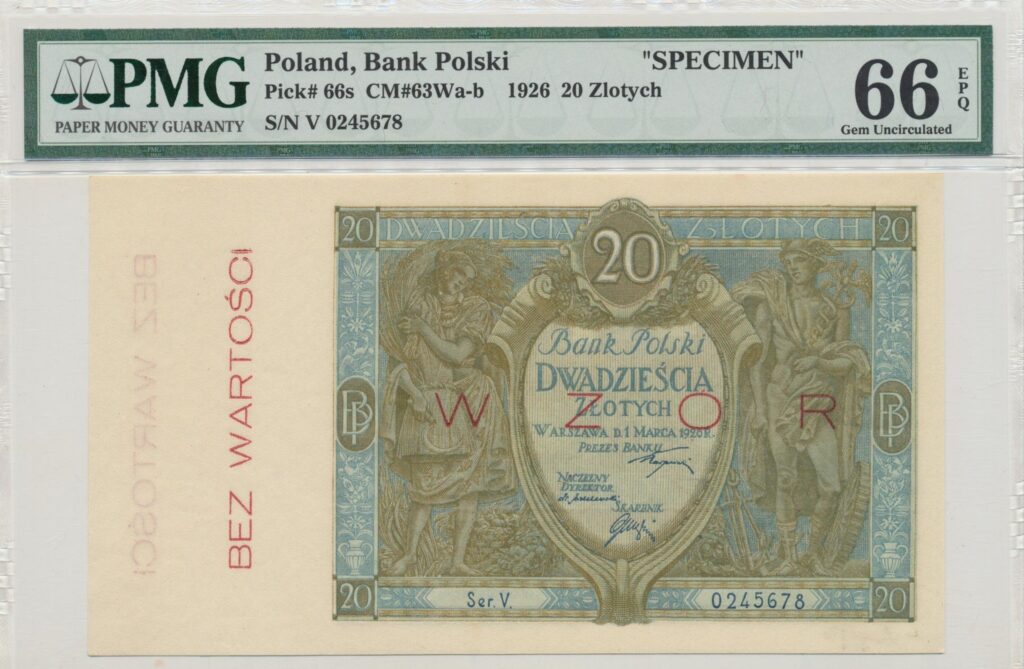 PMG
PAPER MONEY GUARANTY
Poland, Bank Polski "SPECIMEN"
Pick# 66s CM#63Wa-b 1926 20 Zlotych
S/N V 0245678
66 EPQ
Gem Uncirculated
BEZ WARTOŚCI
BEZ WARTOŚCI
20 DWADZIEŚCIA ZŁOTYCH 20
20
Bank Polski
DWADZIEŚCIA
ZŁOTYCH
W Z O R
WARSZAWA D. 1 MARCA 1926 R.
PREZES BANKU
NACZELNY
DYREKTOR
SKARBNIK
BP BP
20 Ser. V. 0245678 20